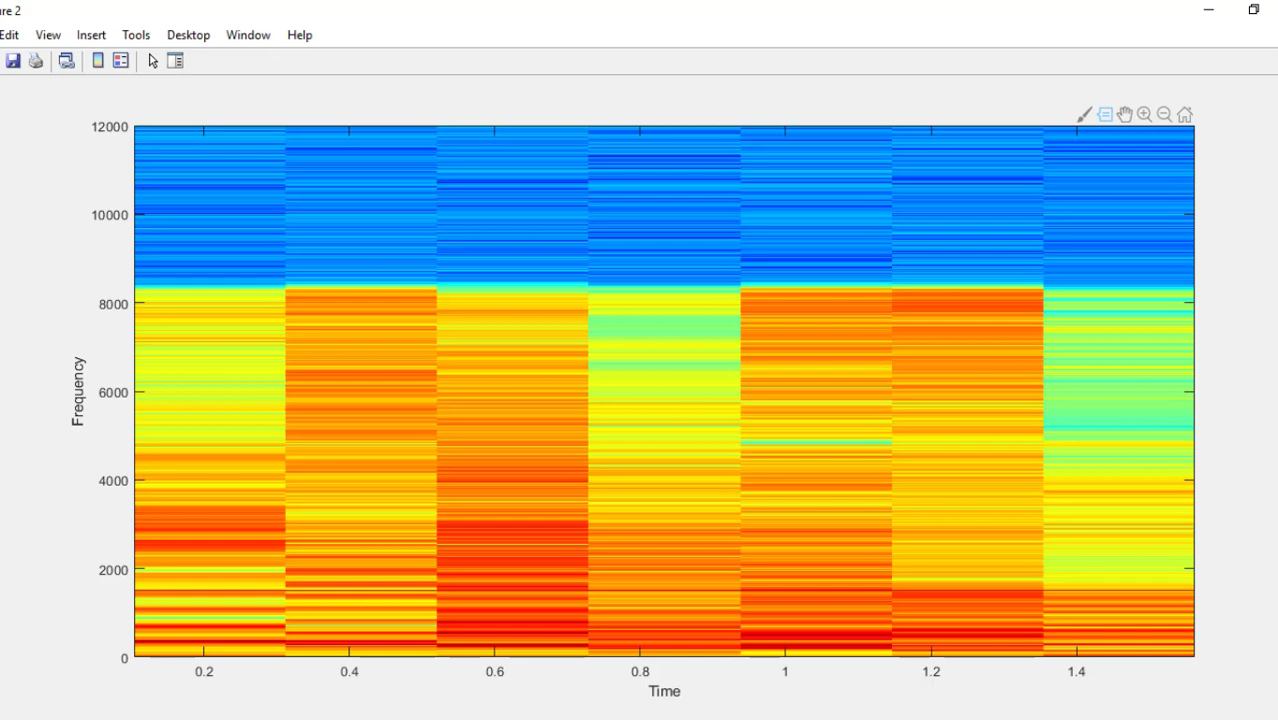 ure 2
Edit View Insert Tools Desktop Window Help
12000
10000
8000
6000
4000
2000
0
Frequency
0.2 0.4 0.6 0.8 1 1.2 1.4
Time